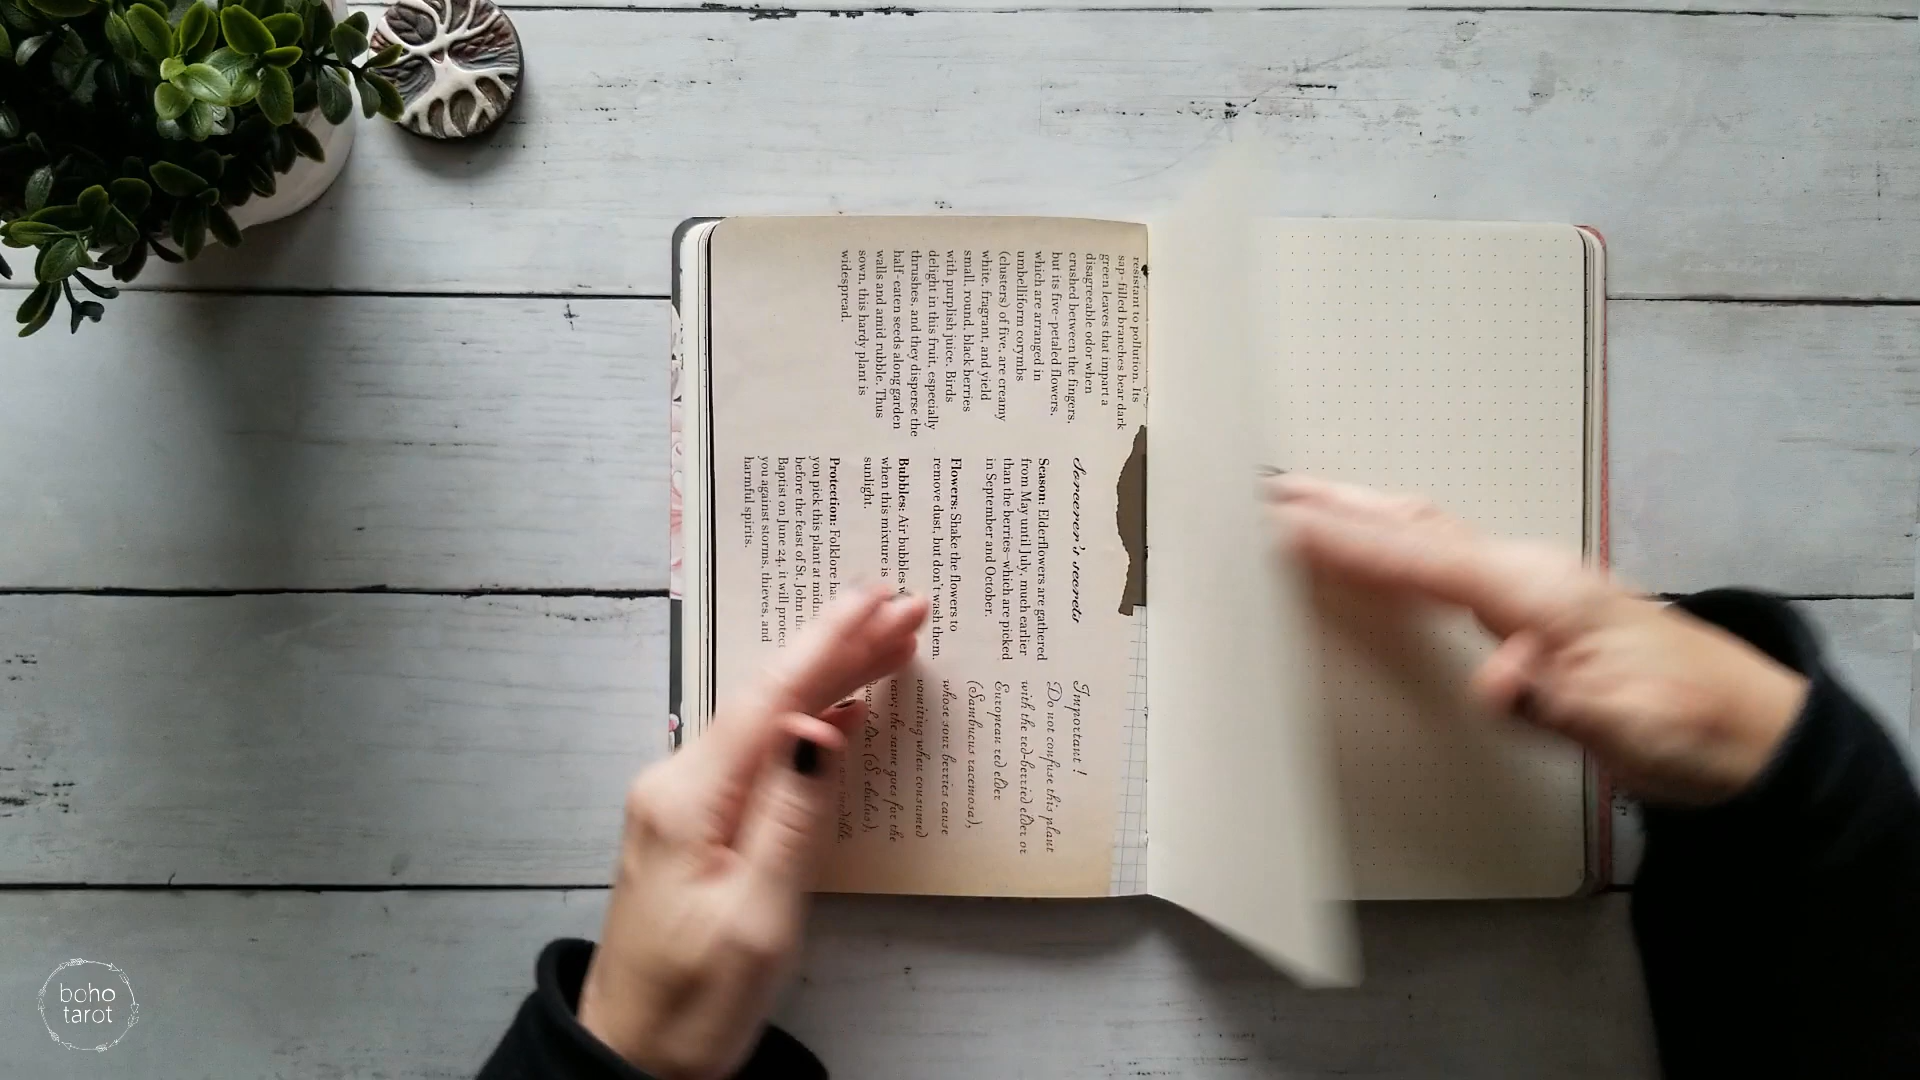 resistant to pollution. Its
sap-filled branches bear dark
green leaves that impart a
disagreeable odor when
crushed between the fingers,
but its five-petaled flowers,
which are arranged in
umbelliform corymbs
(clusters) of five, are creamy
white, fragrant, and yield
small, round, black berries
with purplish juice. Birds
delight in this fruit, especially
thrushes, and they disperse the
half-eaten seeds along garden
walls and amid rubble. Thus
sown, this hardy plant is
widespread.
Sorcerer's secrets
Season: Elderflowers are gathered
from May until July, much earlier
than the berries—which are picked
in September and October.
Flowers: Shake the flowers to
remove dust, but don't wash them.
Bubbles: Air bubbles
when this mixture is
sunlight.
Protection: Folklore has
you pick this plant at
before the feast of St. John
Baptist on June 24, it will protect
you against storms, thieves, and
harmful spirits.
Important!
Do not confuse this plant
with the red-berried elder or
European red elder
(Sambucus racemosa),
whose sour berries cause
vomiting when consumed
raw; the same goes for the
dwarf elder (S. ebulus),
inedible.
boho
tarot